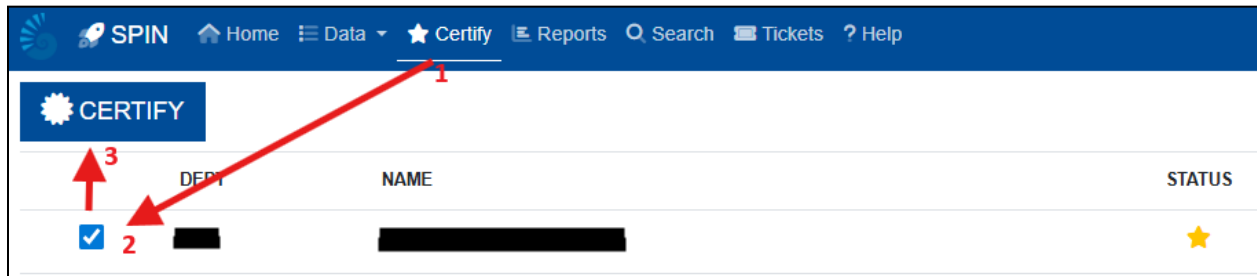 SPIN Home Data Certify Reports Search Tickets ? Help
1
CERTIFY
3
DEPT NAME STATUS
2